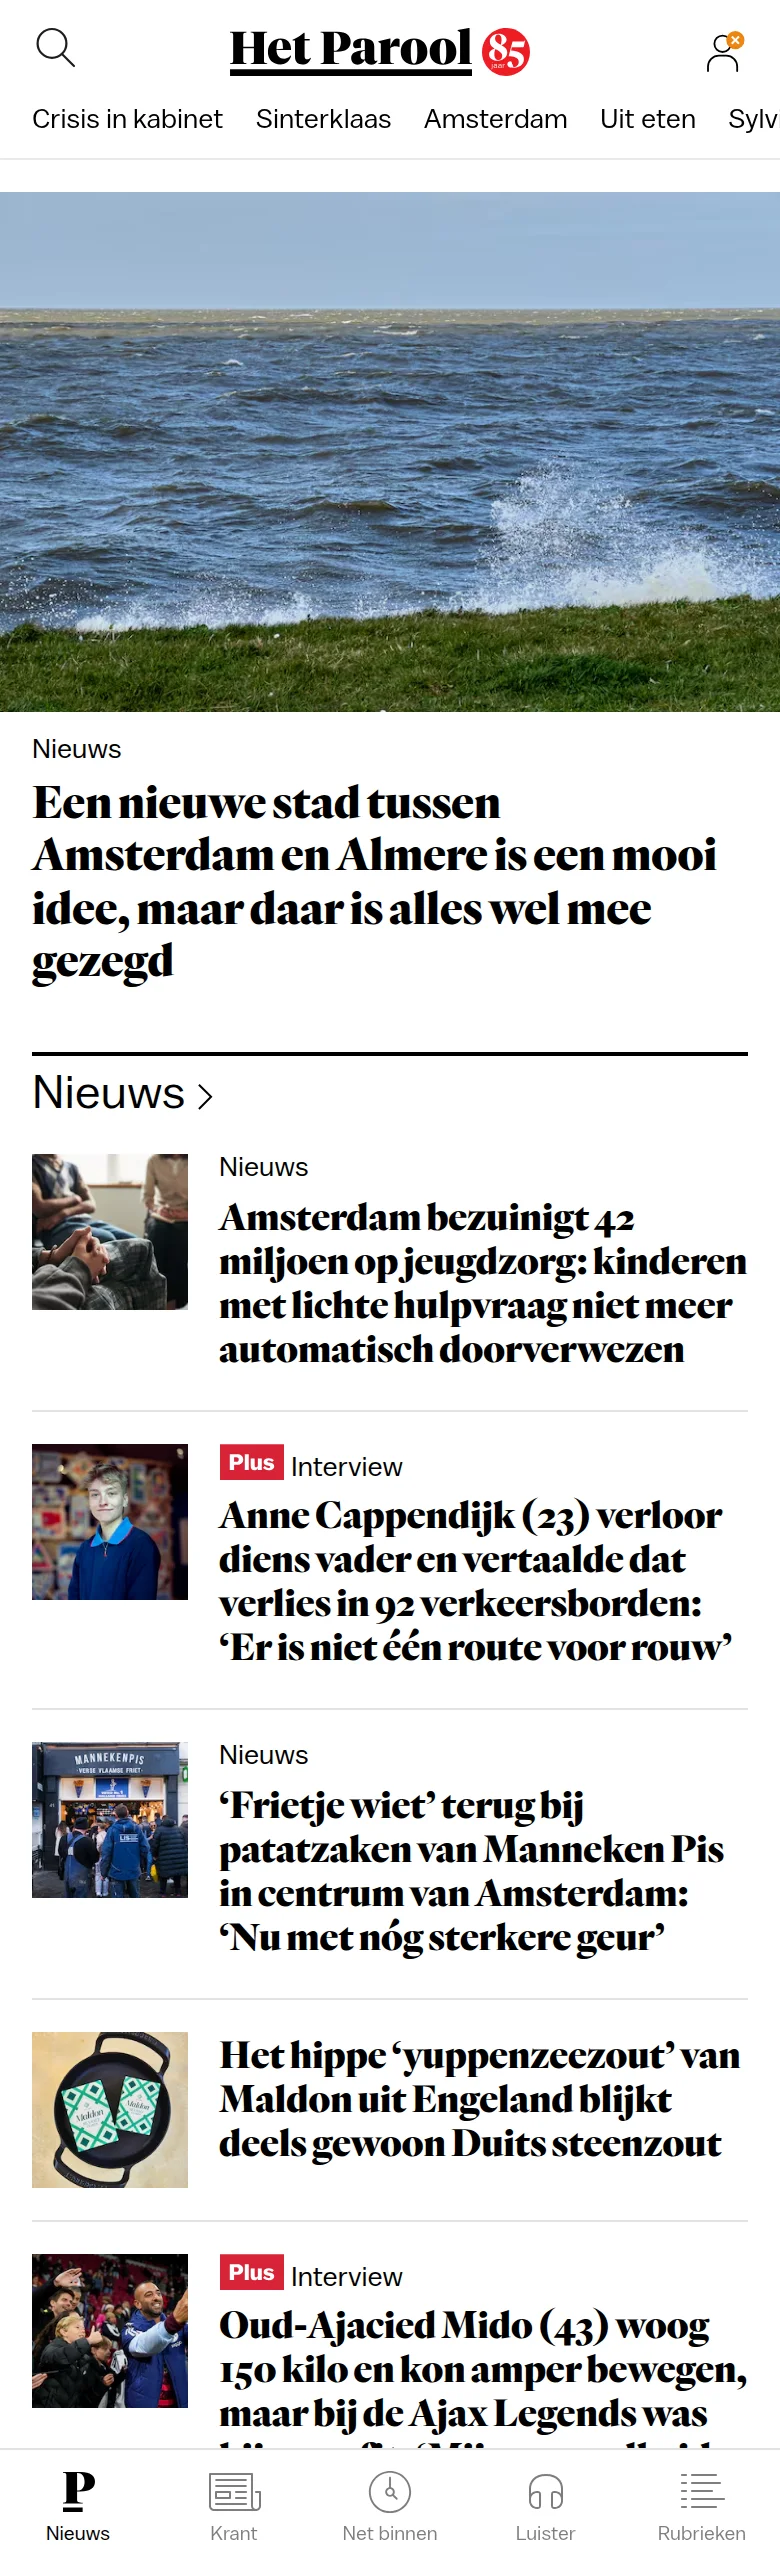 Het Parool 85 jaar
Crisis in kabinet Sinterklaas Amsterdam Uit eten Sylv
Nieuws
Een nieuwe stad tussen
Amsterdam en Almere is een mooi
idee, maar daar is alles wel mee
gezegd
Nieuws
Nieuws
Amsterdam bezuinigt 42
miljoen op jeugdzorg: kinderen
met lichte hulpvraag niet meer
automatisch doorverwezen
Plus Interview
Anne Cappendijk (23) verloor
diens vader en vertaalde dat
verlies in 92 verkeersborden:
‘Er is niet één route voor rouw’
MANNEKENPIS
VERSE VLAAMSE FRIET
Nieuws
‘Frietje wiet’ terug bij
patatzaken van Manneken Pis
in centrum van Amsterdam:
‘Nu met nóg sterkere geur’
Maldon
Maldon
Het hippe ‘yuppenzeezout’ van
Maldon uit Engeland blijkt
deels gewoon Duits steenzout
Plus Interview
Oud-Ajacied Mido (43) woog
150 kilo en kon amper bewegen,
maar bij de Ajax Legends was
Nieuws Krant Net binnen Luister Rubrieken